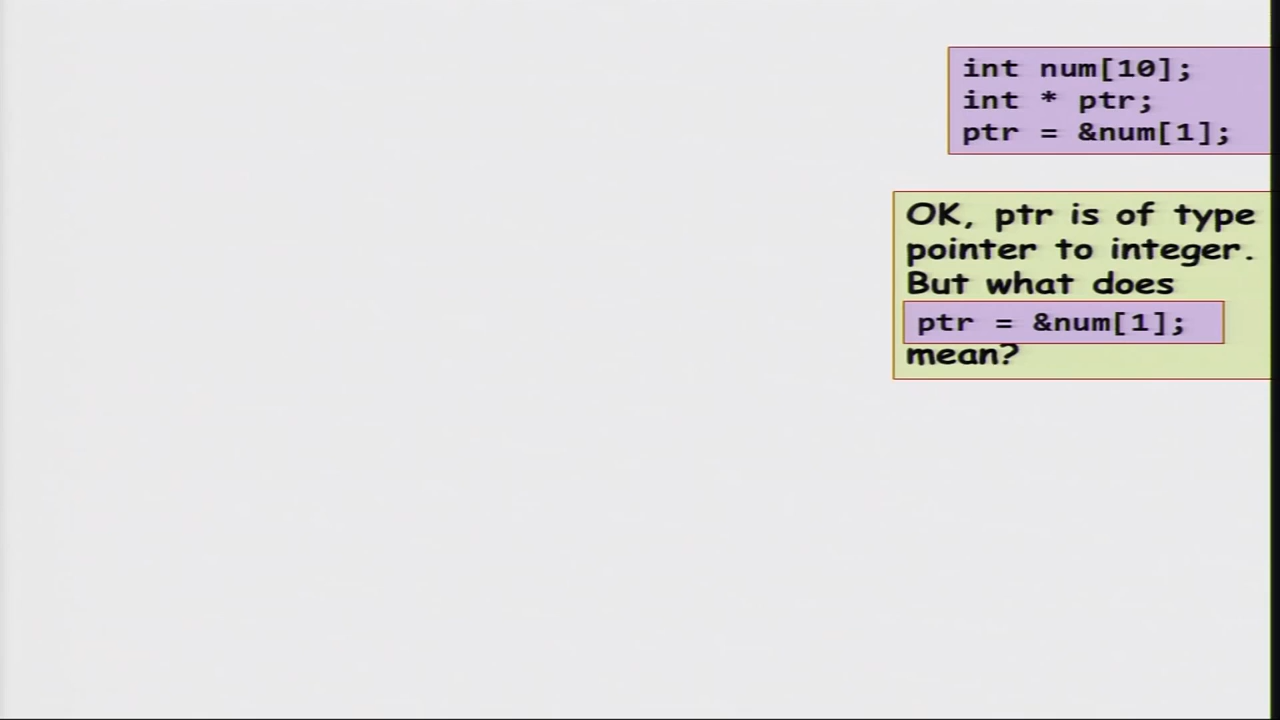 int num[10];
int * ptr;
ptr = &num[1];
OK, ptr is of type
pointer to integer.
But what does
ptr = &num[1];
mean?